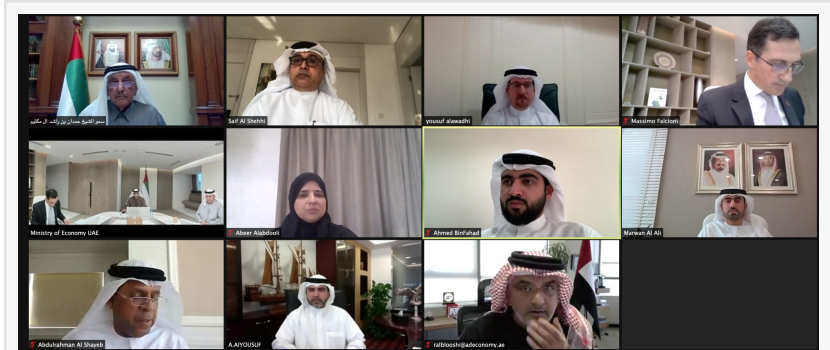 سمو الشيخ حمدان بن راشد ال مكتوم
Saif Al Shehhi
yousuf alawadhi
Massimo Falcioni
Ministry of Economy UAE
Abeer Alabdooli
Ahmed BinFahad
Marwan Al Ali
Abdulrahman Al Shayeb
A.AlYOUSUF
ralblooshi@adeconomy.ae